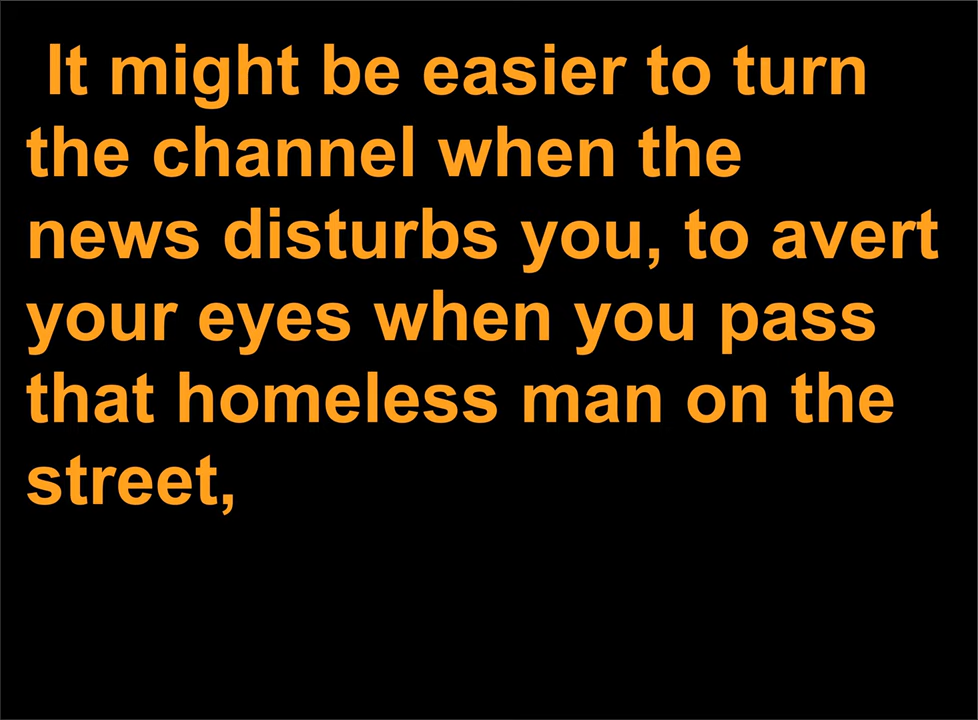 It might be easier to turn
the channel when the
news disturbs you, to avert
your eyes when you pass
that homeless man on the
street,